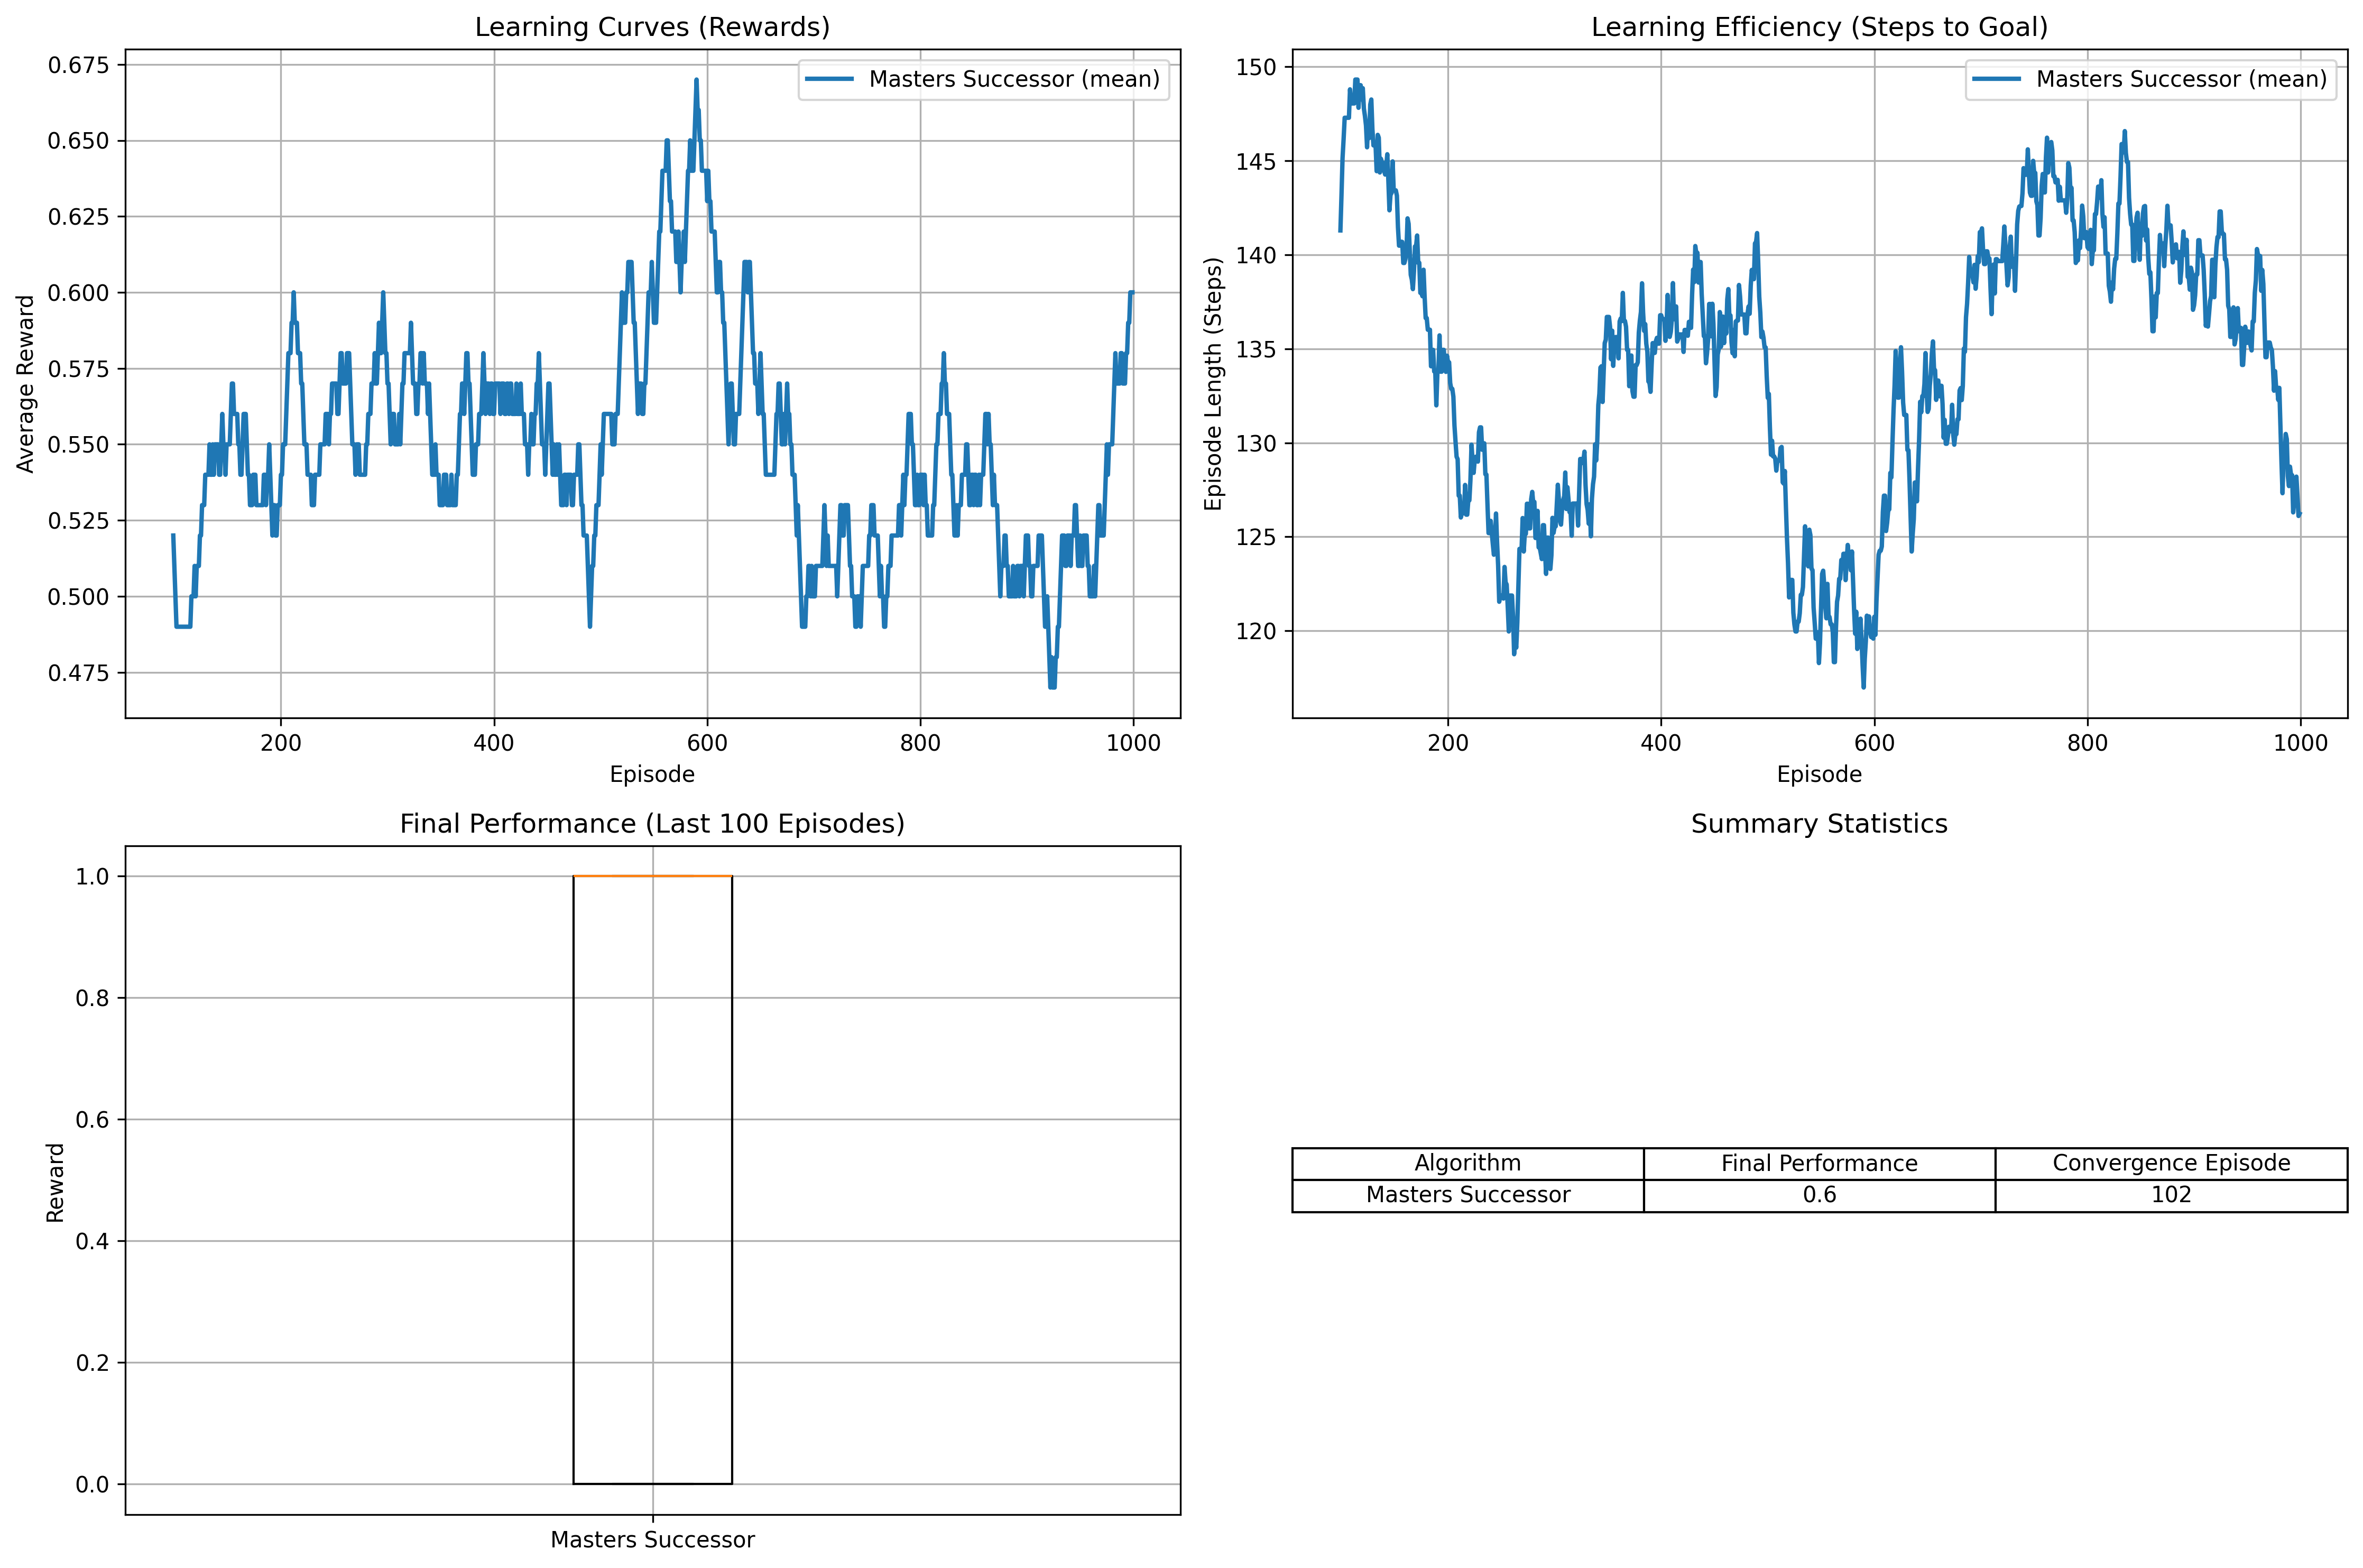 Learning Curves (Rewards)
Masters Successor (mean)
Average Reward
0.675
0.650
0.625
0.600
0.575
0.550
0.525
0.500
0.475
200 400 600 800 1000
Episode
Learning Efficiency (Steps to Goal)
Masters Successor (mean)
Episode Length (Steps)
150
145
140
135
130
125
120
200 400 600 800 1000
Episode
Final Performance (Last 100 Episodes)
Reward
1.0
0.8
0.6
0.4
0.2
0.0
Masters Successor
Summary Statistics
Algorithm Final Performance Convergence Episode
Masters Successor 0.6 102